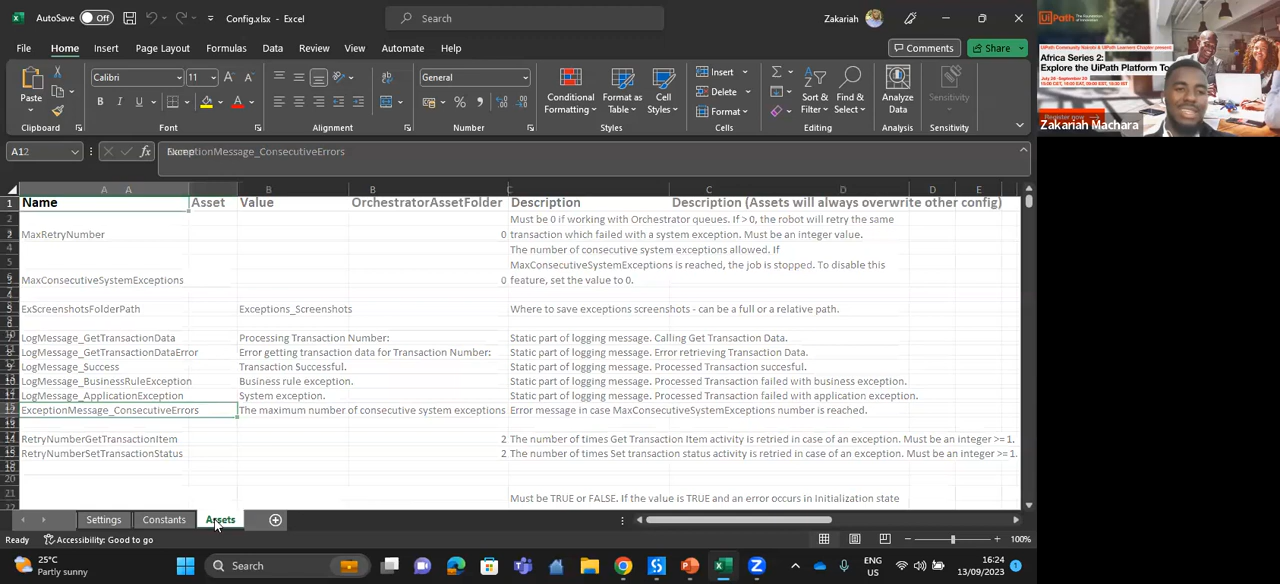 AutoSave Off Config.xlsx - Excel Search Zakariah
File Home Insert Page Layout Formulas Data Review View Automate Help Comments Share
Paste
Clipboard
Calibri 11
B I U
Font
Alignment
General
Number
Conditional Formatting
Format as Table
Cell Styles
Styles
Insert
Delete
Format
Cells
Sort & Filter
Find & Select
Editing
Analyze Data
Analysis
Sensitivity
Sensitivity
fx ExceptionMessage_ConsecutiveErrors
A A B B C C D D E
1 Name Asset Value OrchestratorAssetFolder Description Description (Assets will always overwrite other config)
Must be 0 if working with Orchestrator queues. If > 0, the robot will retry the same
MaxRetryNumber 0 transaction which failed with a system exception. Must be an integer value.
The number of consecutive system exceptions allowed. If
MaxConsecutiveSystemExceptions is reached, the job is stopped. To disable this
MaxConsecutiveSystemExceptions 0 feature, set the value to 0.
ExScreenshotsFolderPath Exceptions_Screenshots Where to save exceptions screenshots - can be a full or a relative path.
LogMessage_GetTransactionData Processing Transaction Number: Static part of logging message. Calling Get Transaction Data.
LogMessage_GetTransactionDataError Error getting transaction data for Transaction Number: Static part of logging message. Error retrieving Transaction Data.
LogMessage_Success Transaction Successful. Static part of logging message. Processed Transaction succesful.
LogMessage_BusinessRuleException Business rule exception. Static part of logging message. Processed Transaction failed with business exception.
LogMessage_ApplicationException System exception. Static part of logging message. Processed Transaction failed with application exception.
ExceptionMessage_ConsecutiveErrors The maximum number of consecutive system exceptions Error message in case MaxConsecutiveSystemExceptions number is reached.
RetryNumberGetTransactionItem 2 The number of times Get Transaction Item activity is retried in case of an exception. Must be an integer >= 1.
RetryNumberSetTransactionStatus 2 The number of times Set transaction status activity is retried in case of an exception. Must be an integer >= 1.
20
21 Must be TRUE or FALSE. If the value is TRUE and an error occurs in Initialization state
Settings Constants Assets
Ready Accessibility: Good to go 100%
25°C
Partly sunny
Search
ENG
US
16:24
13/09/2023
UiPath
UiPath Community Nairobi & UiPath Learners Chapter present
Africa Series 2:
Explore the UiPath Platform To
Register now
Zakariah Machara